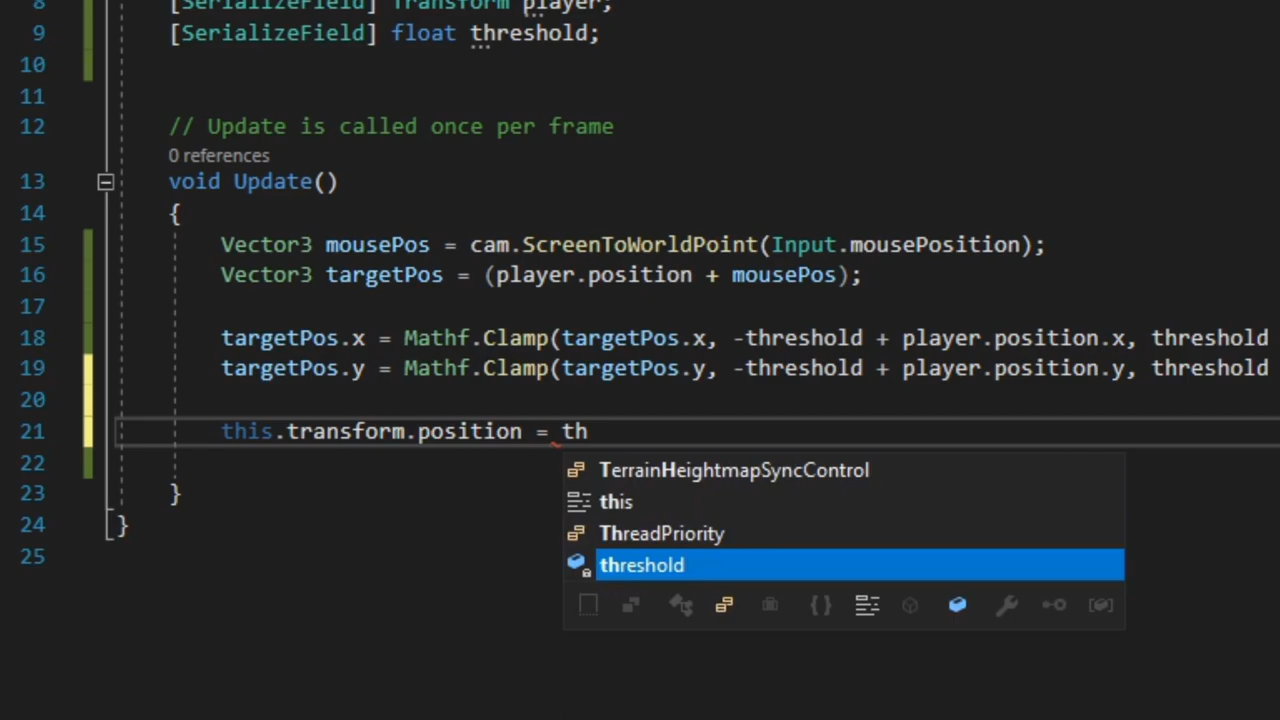 8 [SerializeField] Transform player;
9 [SerializeField] float threshold;
10
11
12 // Update is called once per frame
0 references
13 void Update()
14 {
15 Vector3 mousePos = cam.ScreenToWorldPoint(Input.mousePosition);
16 Vector3 targetPos = (player.position + mousePos);
17
18 targetPos.x = Mathf.Clamp(targetPos.x, -threshold + player.position.x, threshold
19 targetPos.y = Mathf.Clamp(targetPos.y, -threshold + player.position.y, threshold
20
21 this.transform.position = th
TerrainHeightmapSyncControl
22
this
23 }
ThreadPriority
24 }
25
threshold